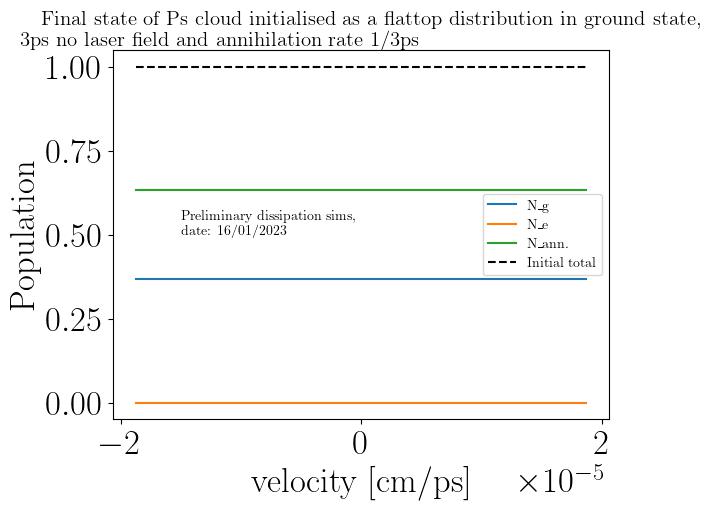 Final state of Ps cloud initialised as a flattop distribution in ground state,
3ps no laser field and annihilation rate 1/3ps
1.00
0.75
0.50
0.25
0.00
Population
Preliminary dissipation sims,
date: 16/01/2023
N_g
N_e
N_ann.
Initial total
−2
0
2
velocity [cm/ps]
×10⁻⁵